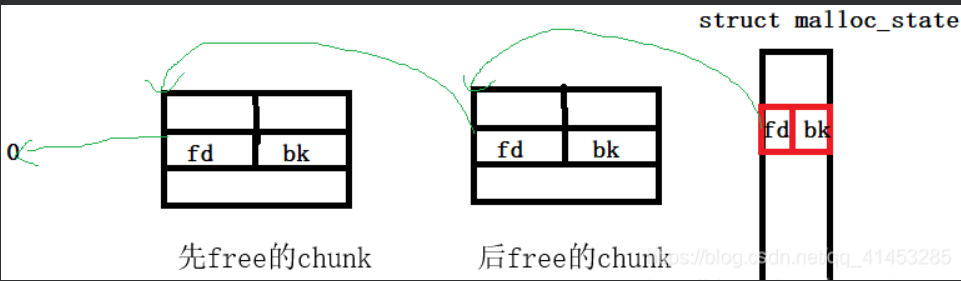 struct malloc_state
fd bk
fd bk
fd bk
0
先free的chunk
后free的chunk
https://blog.csdn.net/qq_41453285